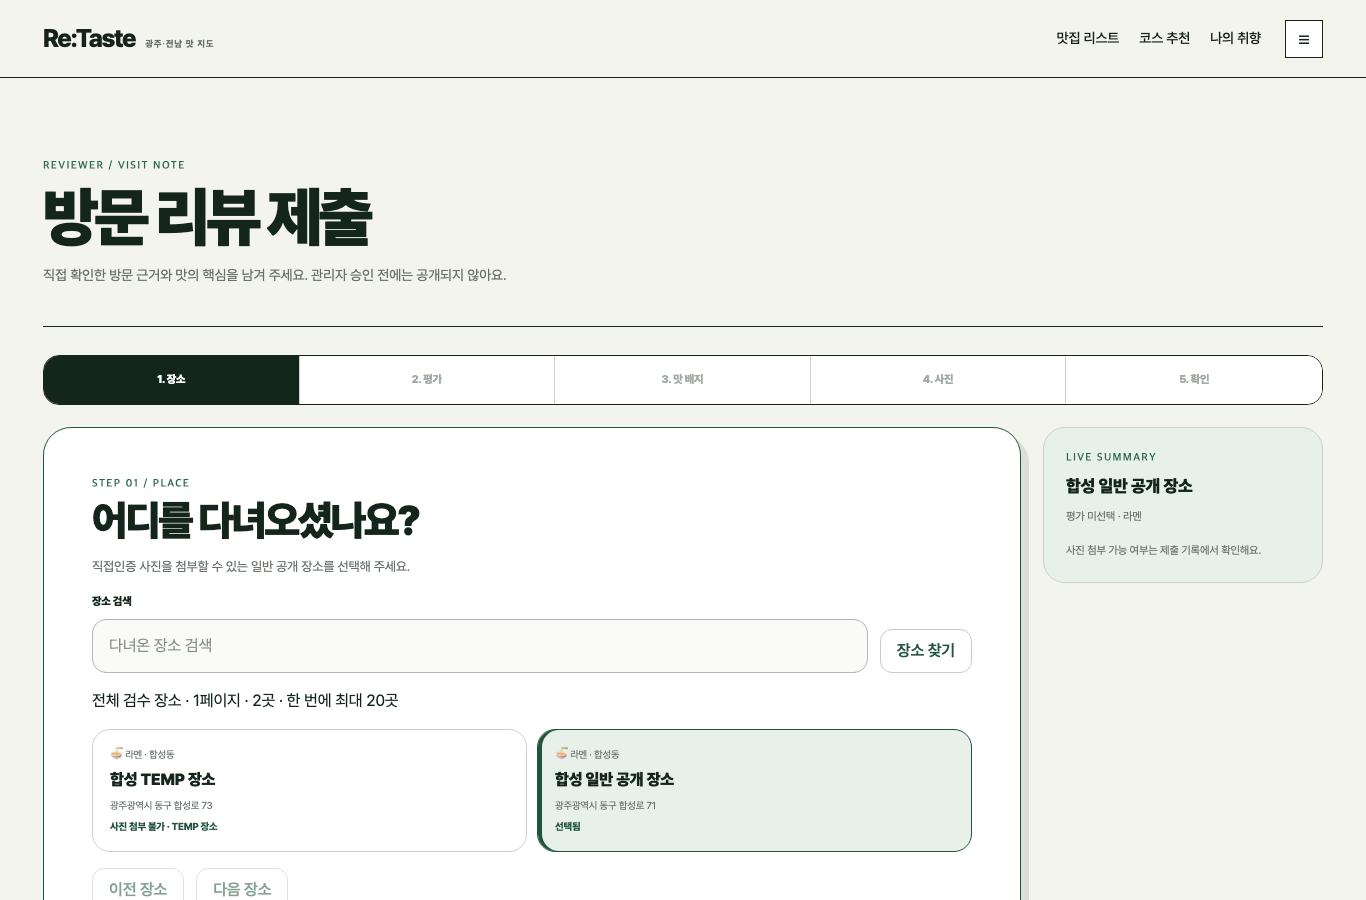 Re:Taste 광주·전남 맛 지도
맛집 리스트 코스 추천 나의 취향
REVIEWER / VISIT NOTE
방문 리뷰 제출
직접 확인한 방문 근거와 맛의 핵심을 남겨 주세요. 관리자 승인 전에는 공개되지 않아요.
1. 장소 2. 평가 3. 맛 배지 4. 사진 5. 확인
STEP 01 / PLACE
어디를 다녀오셨나요?
직접인증 사진을 첨부할 수 있는 일반 공개 장소를 선택해 주세요.
장소 검색
다녀온 장소 검색
장소 찾기
전체 검수 장소 · 1페이지 · 2곳 · 한 번에 최대 20곳
라멘 · 합성동
합성 TEMP 장소
광주광역시 동구 합성로 73
사진 첨부 불가 · TEMP 장소
라멘 · 합성동
합성 일반 공개 장소
광주광역시 동구 합성로 71
선택됨
이전 장소 다음 장소
LIVE SUMMARY
합성 일반 공개 장소
평가 미선택 · 라멘
사진 첨부 가능 여부는 제출 기록에서 확인해요.